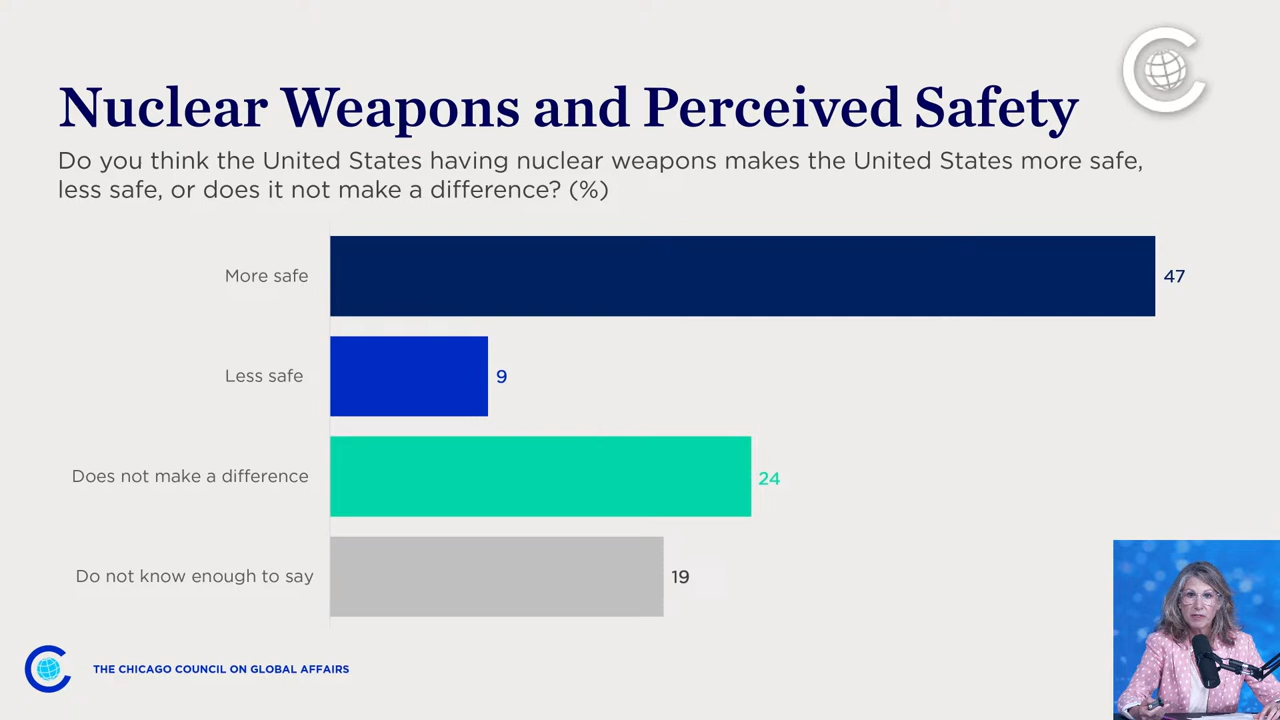 Nuclear Weapons and Perceived Safety
Do you think the United States having nuclear weapons makes the United States more safe,
less safe, or does it not make a difference? (%)
More safe
47
Less safe
9
Does not make a difference
24
Do not know enough to say
19
THE CHICAGO COUNCIL ON GLOBAL AFFAIRS